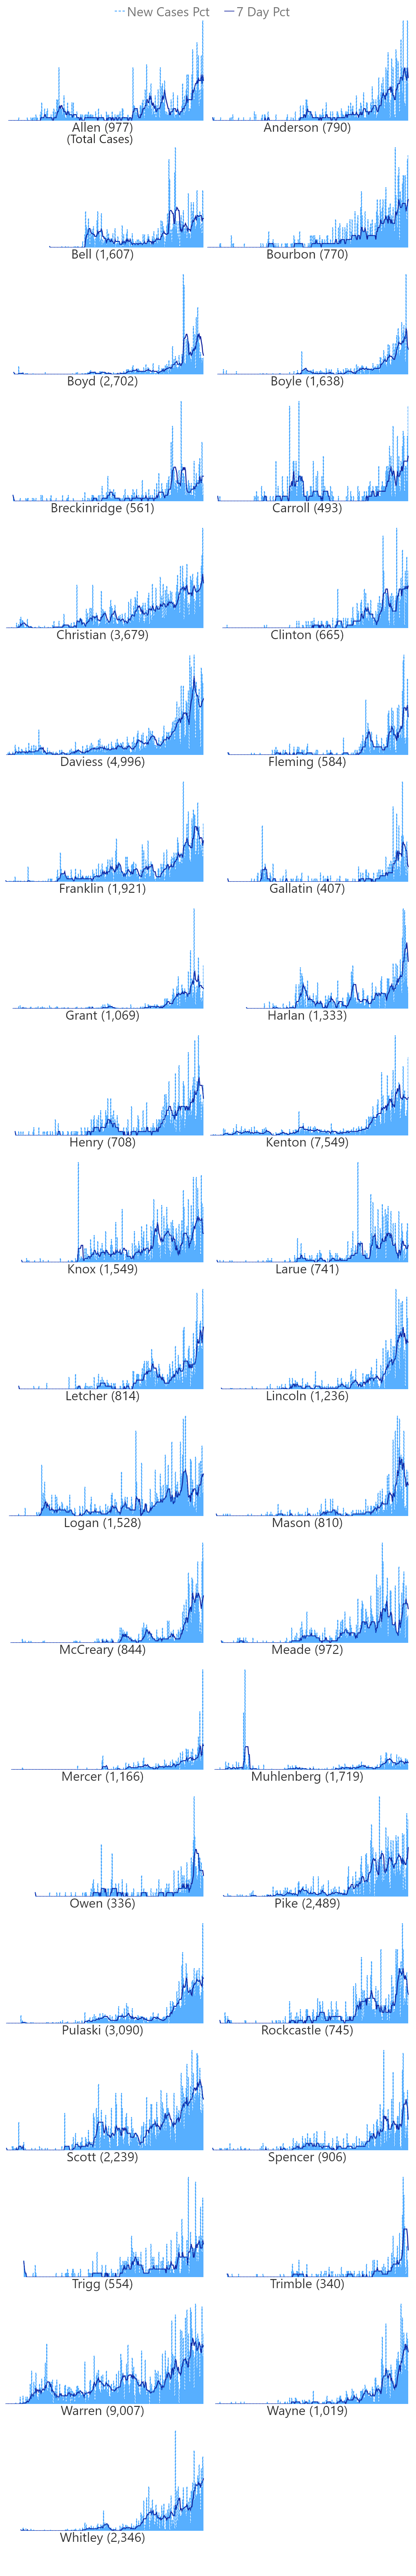 New Cases Pct 7 Day Pct
Allen (977) Anderson (790)
(Total Cases)
Bell (1,607) Bourbon (770)
Boyd (2,702) Boyle (1,638)
Breckinridge (561) Carroll (493)
Christian (3,679) Clinton (665)
Daviess (4,996) Fleming (584)
Franklin (1,921) Gallatin (407)
Grant (1,069) Harlan (1,333)
Henry (708) Kenton (7,549)
Knox (1,549) Larue (741)
Letcher (814) Lincoln (1,236)
Logan (1,528) Mason (810)
McCreary (844) Meade (972)
Mercer (1,166) Muhlenberg (1,719)
Owen (336) Pike (2,489)
Pulaski (3,090) Rockcastle (745)
Scott (2,239) Spencer (906)
Trigg (554) Trimble (340)
Warren (9,007) Wayne (1,019)
Whitley (2,346)